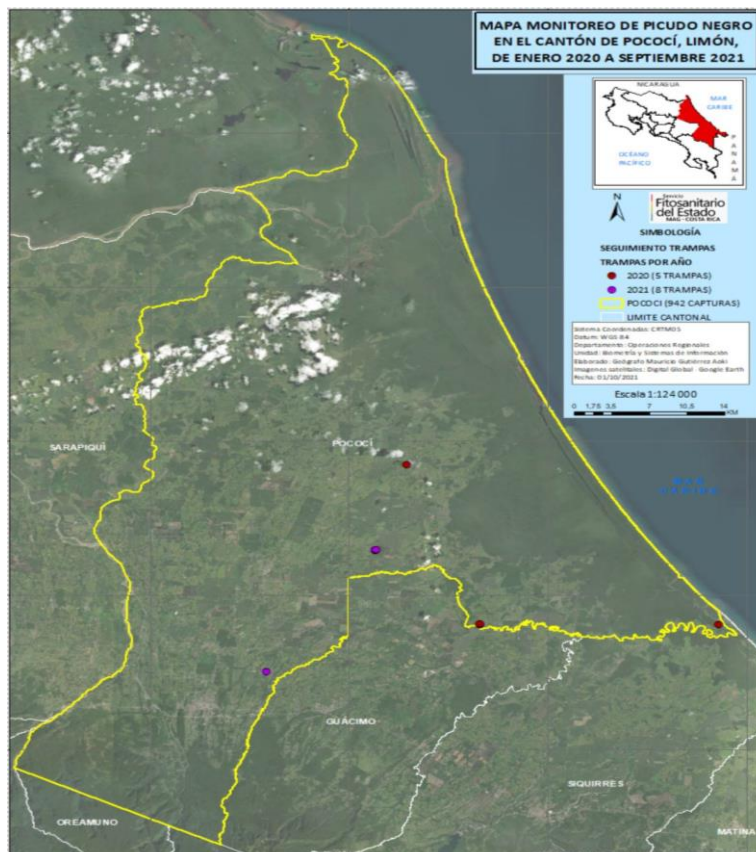 MAPA MONITOREO DE PICUDO NEGRO
EN EL CANTÓN DE POCOCÍ, LIMÓN,
DE ENERO 2020 A SEPTIEMBRE 2021
NICARAGUA
MAR
CARIBE
PANAMÁ
OCÉANO
PACÍFICO
N
Servicio
Fitosanitario
del Estado
MAG - COSTA RICA
SIMBOLOGÍA
SEGUIMIENTO TRAMPAS
TRAMPAS POR AÑO
2020 (5 TRAMPAS)
2021 (8 TRAMPAS)
POCOCI (942 CAPTURAS)
LIMITE CANTONAL
Sistema Coordenadas: CRTM05
Datum: WGS 84
Departamento: Operaciones Regionales
Unidad: Biometría y Sistemas de Información
Elaborado: Geógrafo Mauricio Gutiérrez Aoki
Imagenes satelitales: Digital Global - Google Earth
Fecha: 01/10/2021
Escala 1:124 000
0 1,75 3,5 7 10,5 14
KM
SARAPIQUÍ
POCOCÍ
GUÁCIMO
SIQUIRRES
OREAMUNO
MATINA